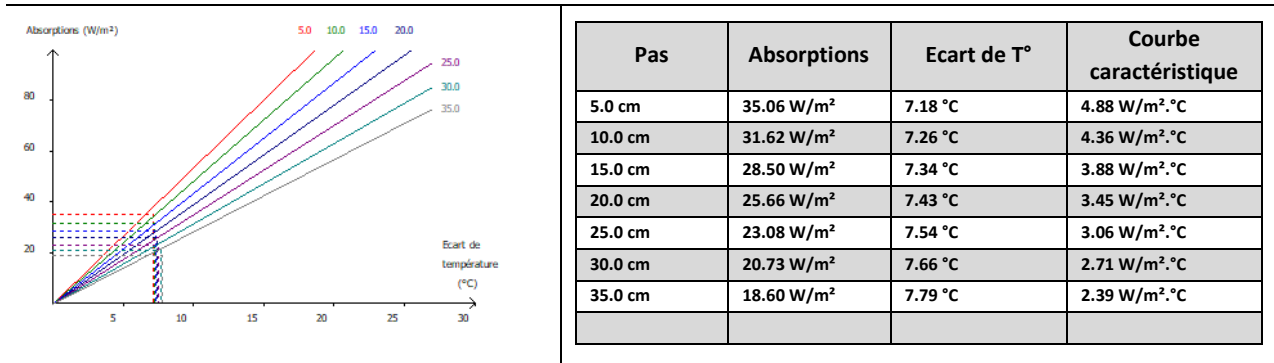 Absorptions (W/m²)
5.0 10.0 15.0 20.0
25.0
30.0
35.0
80
60
40
20
Ecart de
température
(°C)
5 10 15 20 25 30
Pas Absorptions Ecart de T° Courbe
caractéristique
5.0 cm 35.06 W/m² 7.18 °C 4.88 W/m².°C
10.0 cm 31.62 W/m² 7.26 °C 4.36 W/m².°C
15.0 cm 28.50 W/m² 7.34 °C 3.88 W/m².°C
20.0 cm 25.66 W/m² 7.43 °C 3.45 W/m².°C
25.0 cm 23.08 W/m² 7.54 °C 3.06 W/m².°C
30.0 cm 20.73 W/m² 7.66 °C 2.71 W/m².°C
35.0 cm 18.60 W/m² 7.79 °C 2.39 W/m².°C